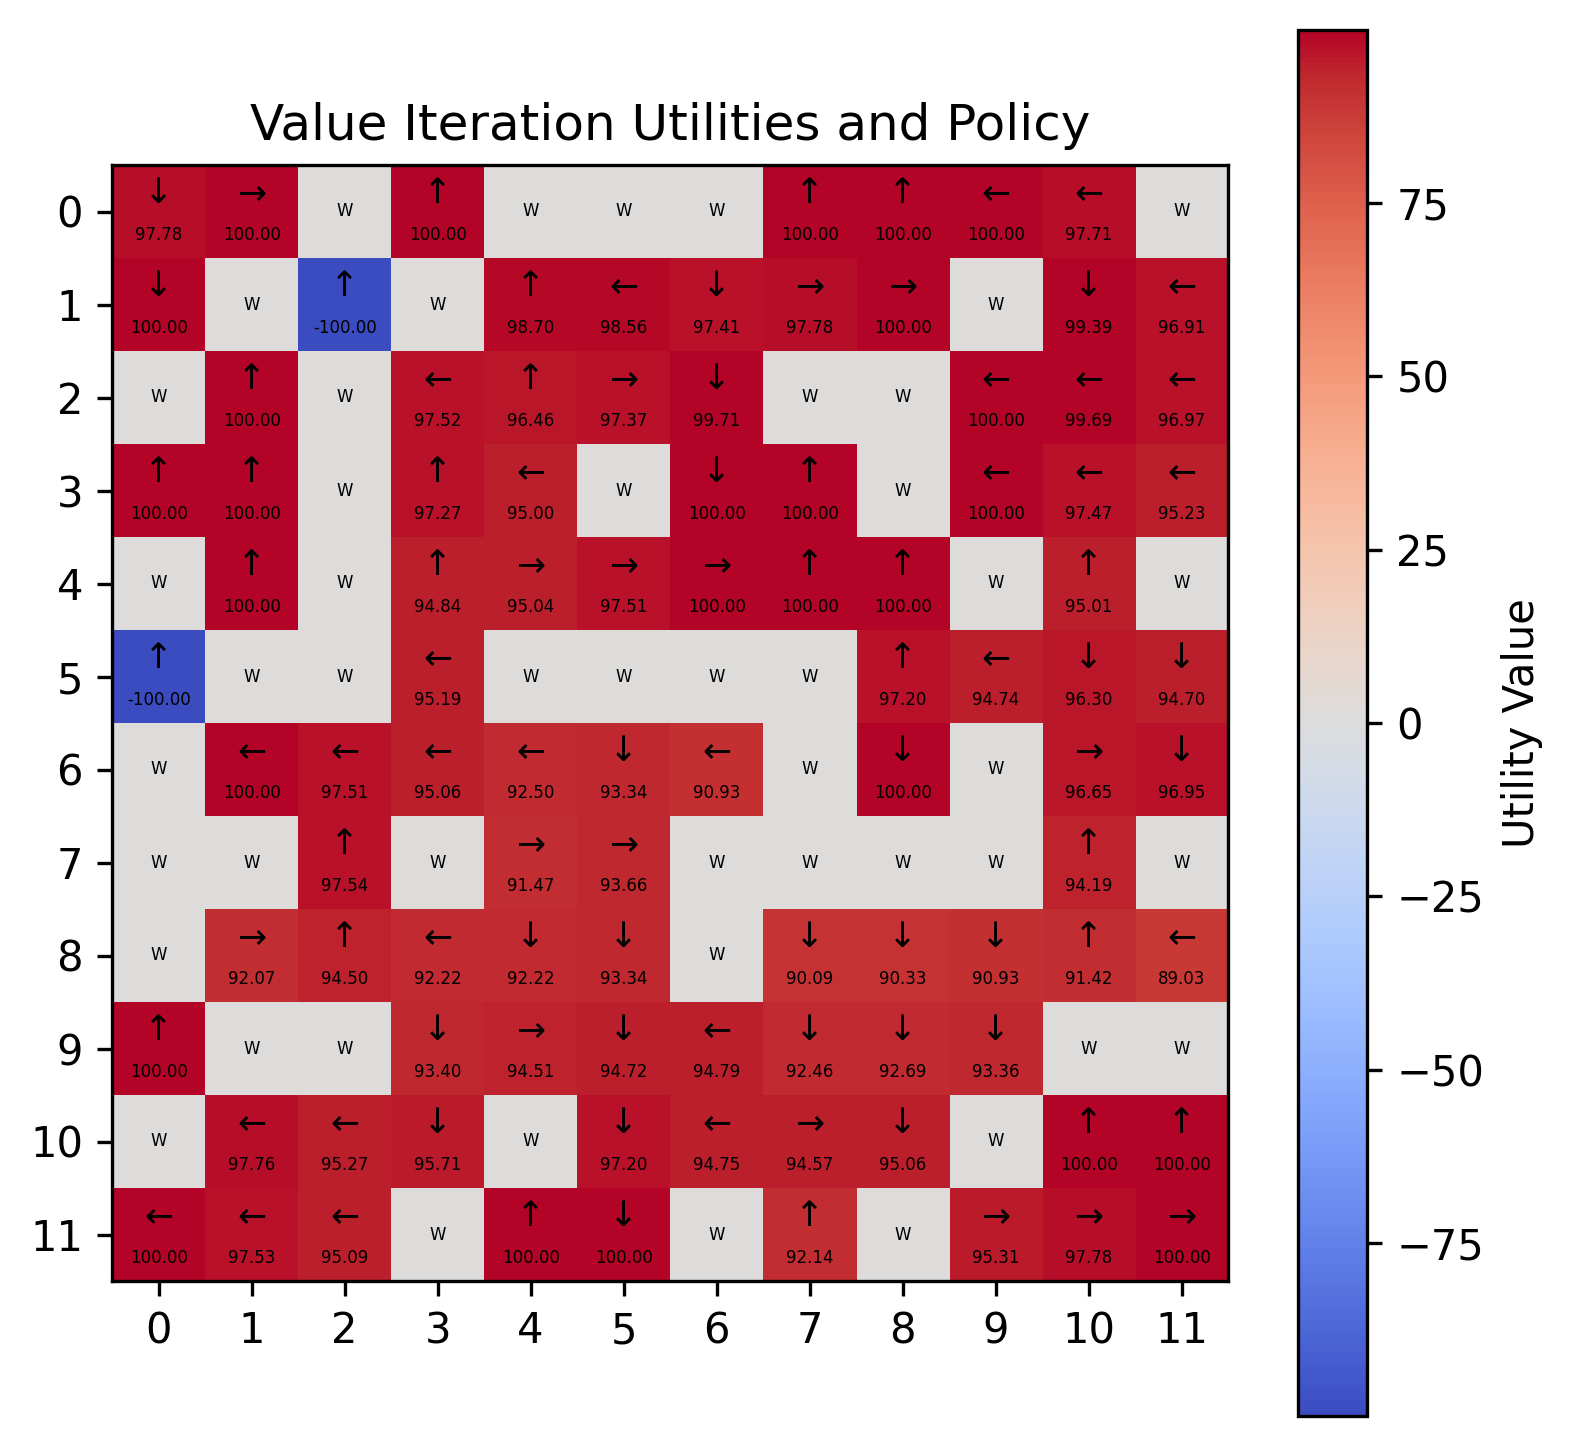 Value Iteration Utilities and Policy
0 ↓ → W ↑ W W W ↑ ↑ ← ← W
97.78 100.00 100.00 100.00 100.00 100.00 97.71
1 ↓ W ↑ W ↑ ← ↓ → → W ↓ ←
100.00 -100.00 98.70 98.56 97.41 97.78 100.00 99.39 96.91
2 W ↑ W ← ↑ → ↓ W W ← ← ←
100.00 97.52 96.46 97.37 99.71 100.00 99.69 96.97
3 ↑ ↑ W ↑ ← W ↓ ↑ W ← ← ←
100.00 100.00 97.27 95.00 100.00 100.00 100.00 97.47 95.23
4 W ↑ W ↑ → → → ↑ ↑ W ↑ W
100.00 94.84 95.04 97.51 100.00 100.00 100.00 95.01
5 ↑ W W ← W W W W ↑ ← ↓ ↓
-100.00 95.19 97.20 94.74 96.30 94.70
6 W ← ← ← ← ↓ ← W ↓ W → ↓
100.00 97.51 95.06 92.50 93.34 90.93 100.00 96.65 96.95
7 W W ↑ W → → W W W W ↑ W
97.54 91.47 93.66 94.19
8 W → ↑ ← ↓ ↓ W ↓ ↓ ↓ ↑ ←
92.07 94.50 92.22 92.22 93.34 90.09 90.33 90.93 91.42 89.03
9 ↑ W W ↓ → ↓ ← ↓ ↓ ↓ W W
100.00 93.40 94.51 94.72 94.79 92.46 92.69 93.36
10 W ← ← ↓ W ↓ ← → ↓ W ↑ ↑
97.76 95.27 95.71 97.20 94.75 94.57 95.06 100.00 100.00
11 ← ← ← W ↑ ↓ W ↑ W → → →
100.00 97.53 95.09 100.00 100.00 92.14 95.31 97.78 100.00
0 1 2 3 4 5 6 7 8 9 10 11
75
50
25
0
−25
−50
−75
Utility Value